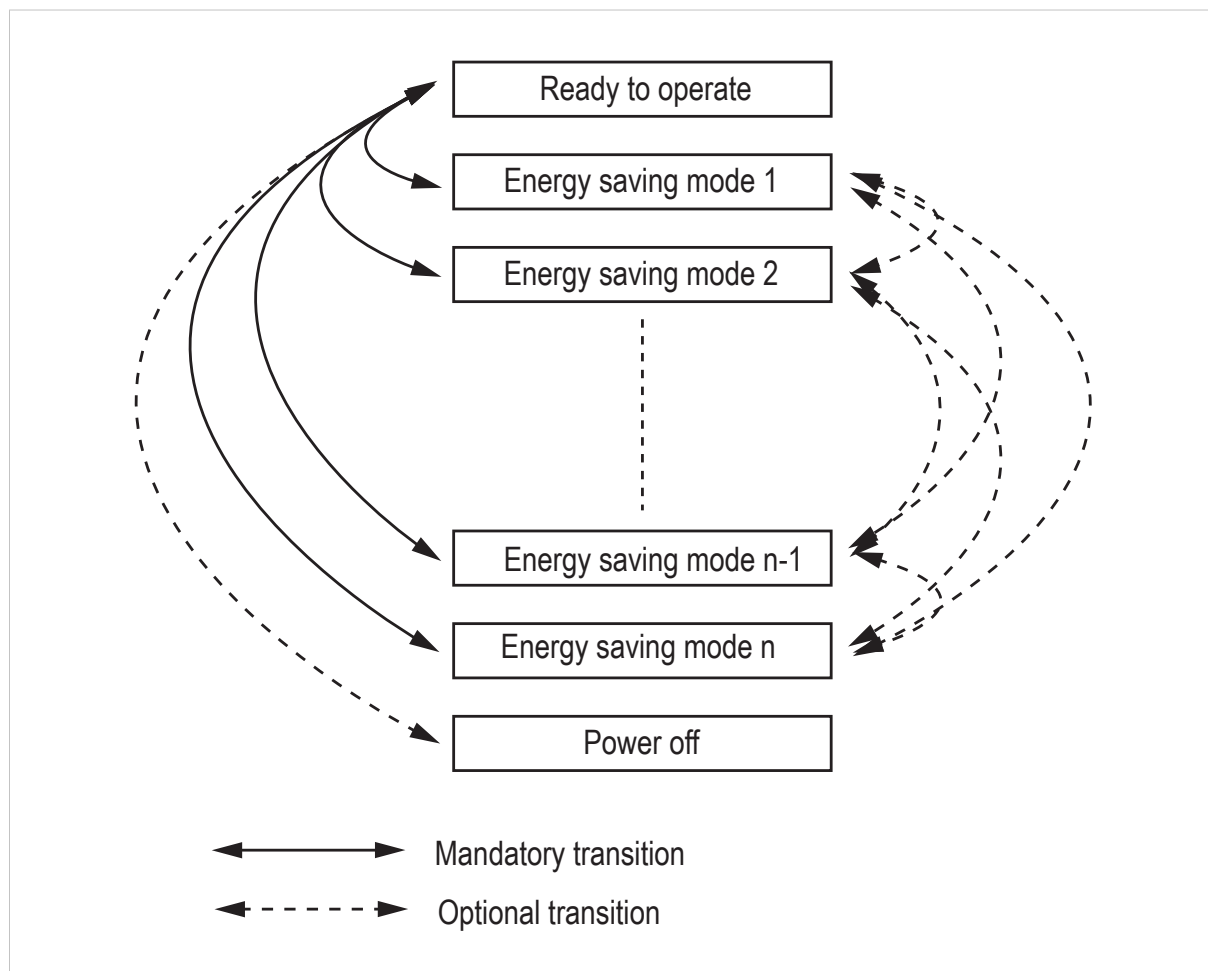 Ready to operate
Energy saving mode 1
Energy saving mode 2
Energy saving mode n-1
Energy saving mode n
Power off
Mandatory transition
Optional transition